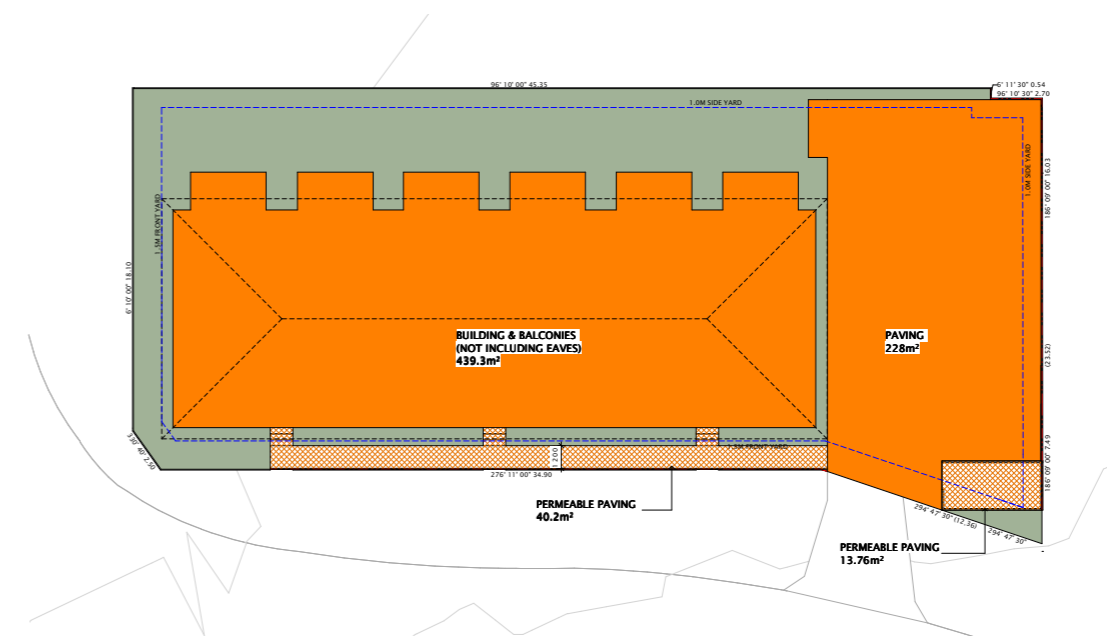 96° 10' 00" 45.35
6° 11' 30" 0.54
96° 10' 30" 2.70
1.0M SIDE YARD
1.0M SIDE YARD
186° 09' 00" 16.03
1.5M FRONT YARD
6° 10' 00" 18.10
BUILDING & BALCONIES
(NOT INCLUDING EAVES)
439.3m²
PAVING
228m²
(23.52)
330° 40' 2.50
1.5M FRONT YARD
1200
186° 09' 00" 7.49
276° 11' 00" 34.90
PERMEABLE PAVING
40.2m²
294° 47' 30" (12.36)
294° 47' 30"
PERMEABLE PAVING
13.76m²